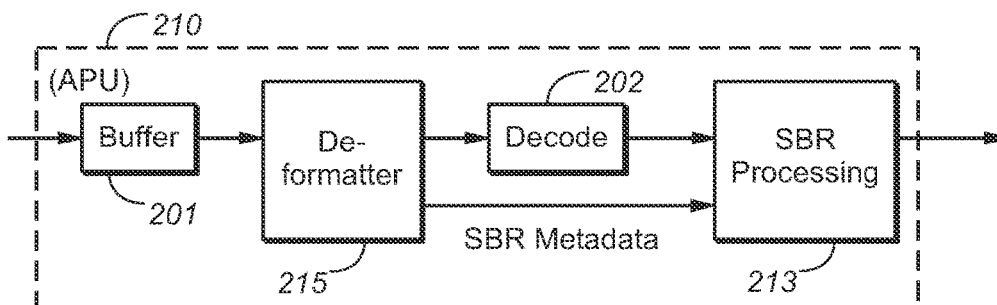 210
(APU)
Buffer
201
De-
formatter
215
202
Decode
SBR Metadata
SBR
Processing
213